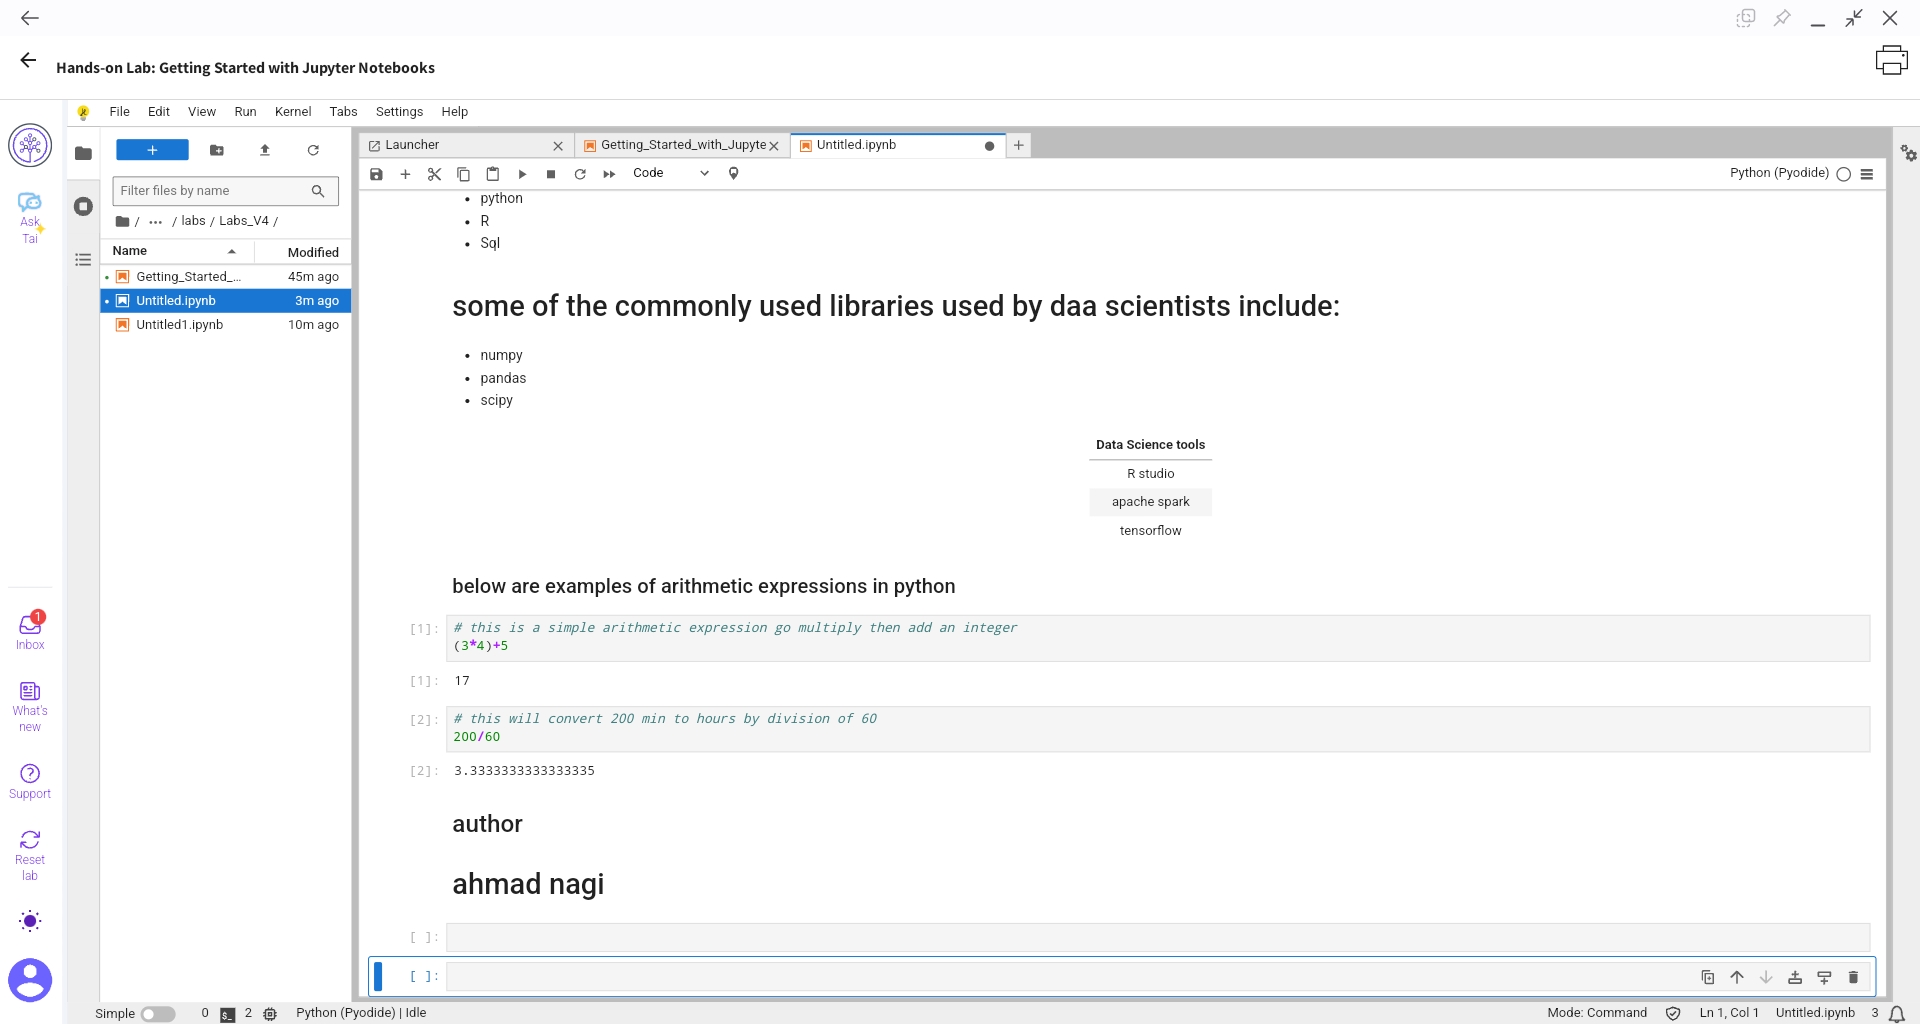 Hands-on Lab: Getting Started with Jupyter Notebooks
File Edit View Run Kernel Tabs Settings Help
Ask
Tai
Inbox
1
What's
new
Support
Reset
lab
Filter files by name
/ ... / labs / Labs_V4 /
Name Modified
Getting_Started_... 45m ago
Untitled.ipynb 3m ago
Untitled1.ipynb 10m ago
Launcher Getting_Started_with_Jupyte Untitled.ipynb
Code Python (Pyodide)
• python
• R
• Sql
some of the commonly used libraries used by daa scientists include:
• numpy
• pandas
• scipy
Data Science tools
R studio
apache spark
tensorflow
below are examples of arithmetic expressions in python
[1]: # this is a simple arithmetic expression go multiply then add an integer
(3*4)+5
[1]: 17
[2]: # this will convert 200 min to hours by division of 60
200/60
[2]: 3.3333333333333335
author
ahmad nagi
[ ]:
[ ]:
Simple 0 $_ 2 Python (Pyodide) | Idle Mode: Command Ln 1, Col 1 Untitled.ipynb 3